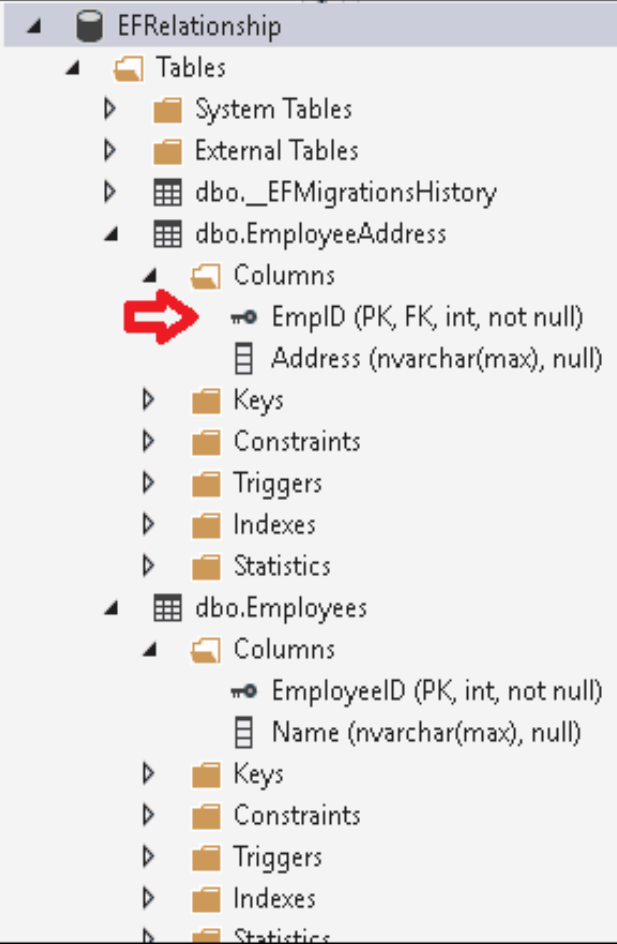 EFRelationship
Tables
System Tables
External Tables
dbo.__EFMigrationsHistory
dbo.EmployeeAddress
Columns
EmpID (PK, FK, int, not null)
Address (nvarchar(max), null)
Keys
Constraints
Triggers
Indexes
Statistics
dbo.Employees
Columns
EmployeeID (PK, int, not null)
Name (nvarchar(max), null)
Keys
Constraints
Triggers
Indexes
Statistics